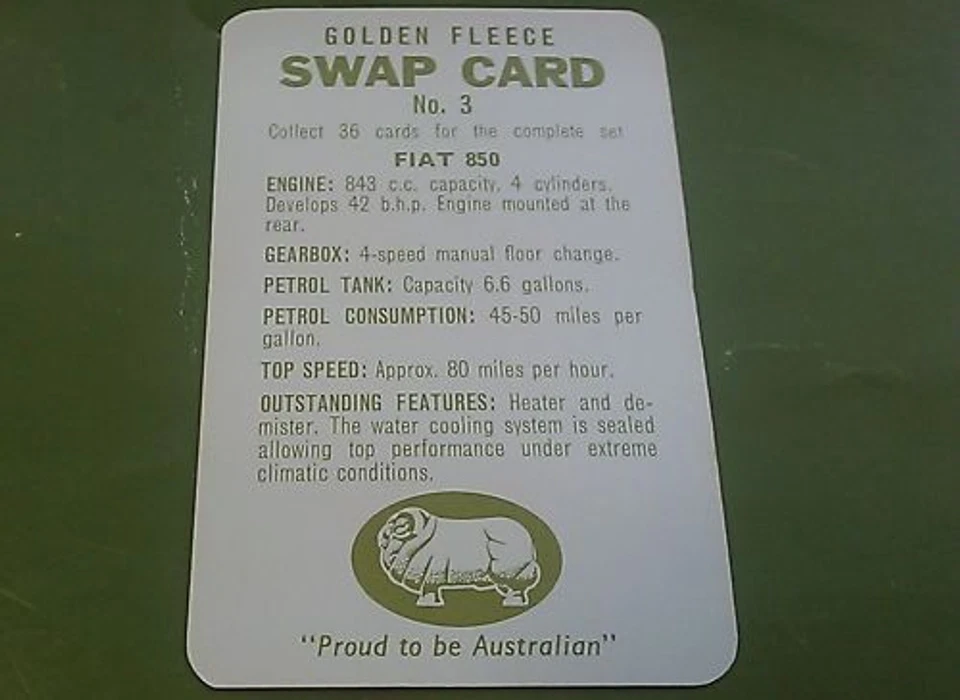 GOLDEN FLEECE
SWAP CARD
No. 3
Collect 36 cards for the complete set
FIAT 850
ENGINE: 843 c.c. capacity. 4 cylinders.
Develops 42 b.h.p. Engine mounted at the
rear.
GEARBOX: 4-speed manual floor change.
PETROL TANK: Capacity 6.6 gallons.
PETROL CONSUMPTION: 45-50 miles per
gallon.
TOP SPEED: Approx. 80 miles per hour.
OUTSTANDING FEATURES: Heater and de-
mister. The water cooling system is sealed
allowing top performance under extreme
climatic conditions.
"Proud to be Australian"